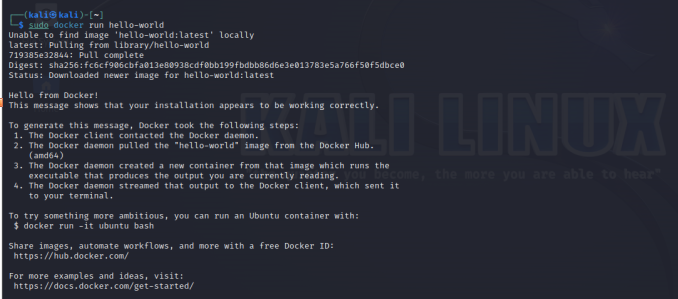 ┌──(kali㉿kali)-[~]
└─$ sudo docker run hello-world
Unable to find image 'hello-world:latest' locally
latest: Pulling from library/hello-world
719385e32844: Pull complete
Digest: sha256:fc6cf906cbfa013e80938cdf0bb199fbdbb86d6e3e013783e5a766f50f5dbce0
Status: Downloaded newer image for hello-world:latest
Hello from Docker!
This message shows that your installation appears to be working correctly.
To generate this message, Docker took the following steps:
1. The Docker client contacted the Docker daemon.
2. The Docker daemon pulled the "hello-world" image from the Docker Hub.
(amd64)
3. The Docker daemon created a new container from that image which runs the
executable that produces the output you are currently reading.
4. The Docker daemon streamed that output to the Docker client, which sent it
to your terminal.
To try something more ambitious, you can run an Ubuntu container with:
$ docker run -it ubuntu bash
Share images, automate workflows, and more with a free Docker ID:
https://hub.docker.com/
For more examples and ideas, visit:
https://docs.docker.com/get-started/
KALI LINUX
you become, the more you are able to hear"